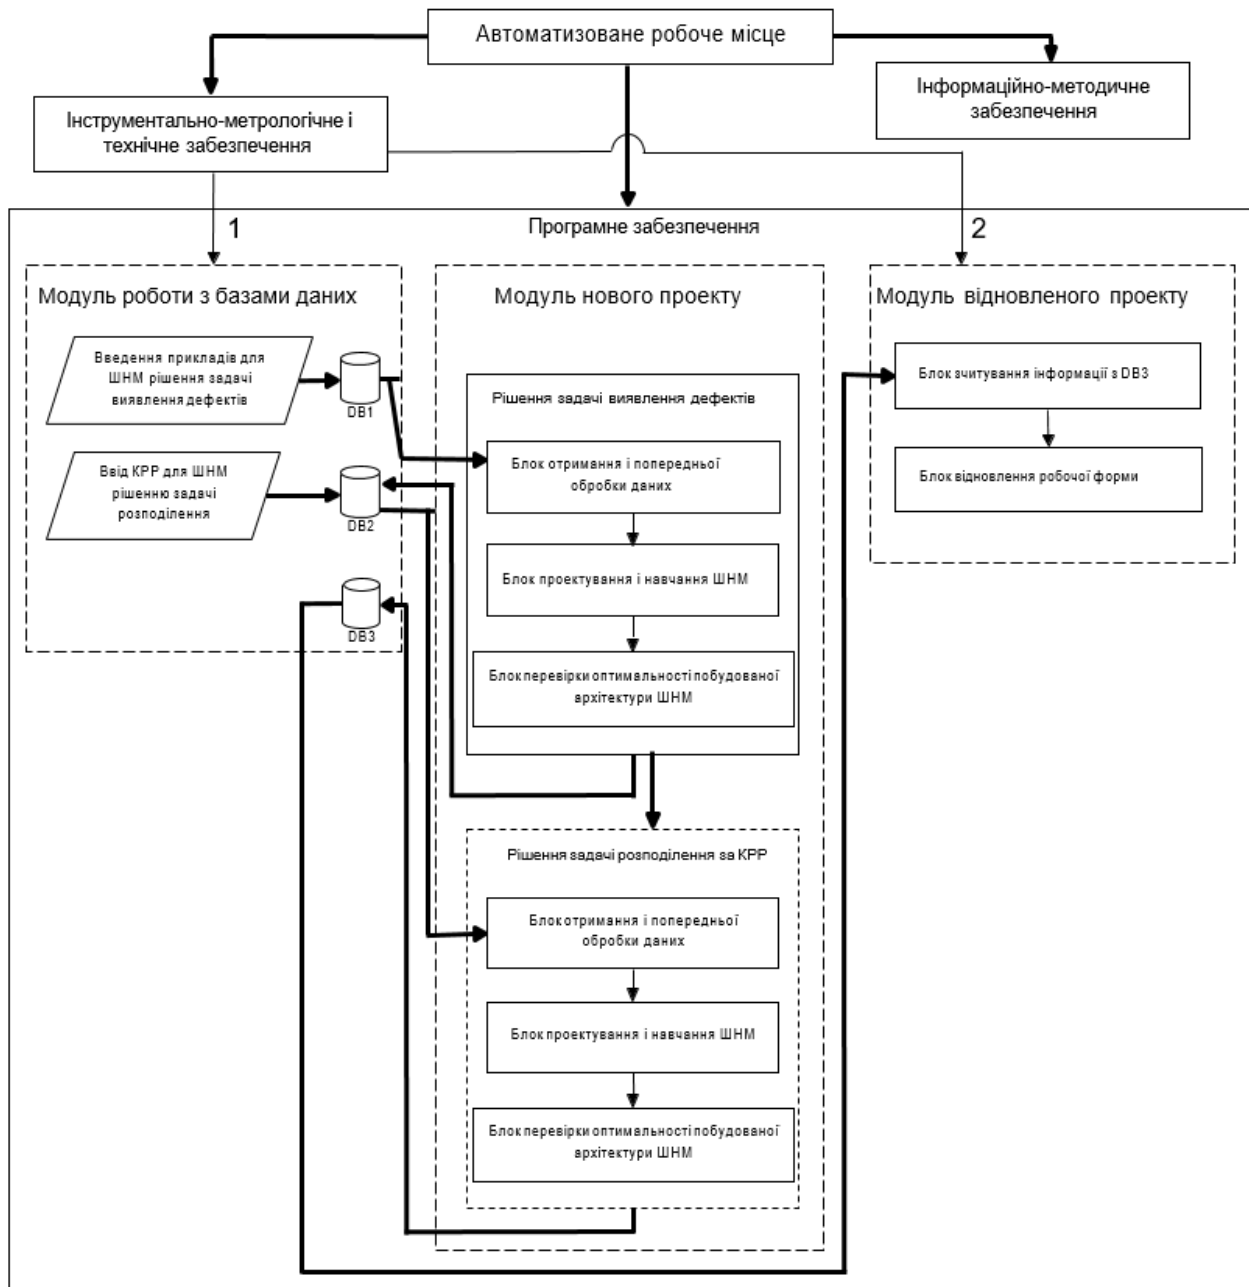 Автоматизоване робоче місце
Інструментально-метрологічне і
технічне забезпечення
Інформаційно-методичне
забезпечення
1
Програмне забезпечення
2
Модуль роботи з базами даних
Введення прикладів для
ШНМ рішення задачі
виявлення дефектів
DB1
Ввід КРР для ШНМ
рішенню задачі
розподілення
DB2
DB3
Модуль нового проекту
Рішення задачі виявлення дефектів
Блок отримання і попередньої
обробки даних
Блок проектування і навчання ШНМ
Блок перевірки оптимальності побудованої
архітектури ШНМ
Рішення задачі розподілення за КРР
Блок отримання і попередньої
обробки даних
Блок проектування і навчання ШНМ
Блок перевірки оптимальності побудованої
архітектури ШНМ
Модуль відновленого проекту
Блок зчитування інформації з DB3
Блок відновлення робочої форми